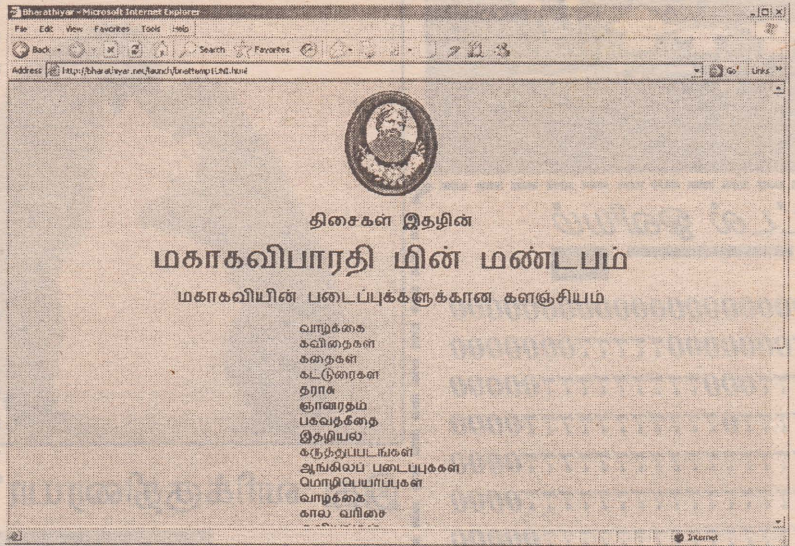 Bharathiyar - Microsoft Internet Explorer
File Edit View Favorites Tools Help
Back Search Favorites
Address Go Links
திசைகள் இதழின்
மகாகவிபாரதி மின் மண்டபம்
மகாகவியின் படைப்புக்களுக்கான களஞ்சியம்
வாழ்க்கை
கவிதைகள்
கதைகள்
கட்டுரைகள்
தராசு
ஞானரதம்
பகவத்கீதை
இதழியல்
கருத்துப்படங்கள்
ஆங்கிலப் படைப்புக்கள்
மொழிபெயர்ப்புகள்
வாழ்க்கை
கால வரிசை
Internet